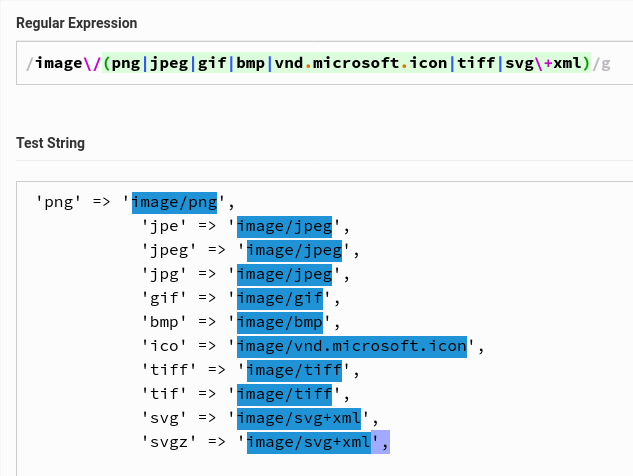 Regular Expression
/image\/(png|jpeg|gif|bmp|vnd.microsoft.icon|tiff|svg\+xml)/g
Test String
'png' => 'image/png',
'jpe' => 'image/jpeg',
'jpeg' => 'image/jpeg',
'jpg' => 'image/jpeg',
'gif' => 'image/gif',
'bmp' => 'image/bmp',
'ico' => 'image/vnd.microsoft.icon',
'tiff' => 'image/tiff',
'tif' => 'image/tiff',
'svg' => 'image/svg+xml',
'svgz' => 'image/svg+xml',